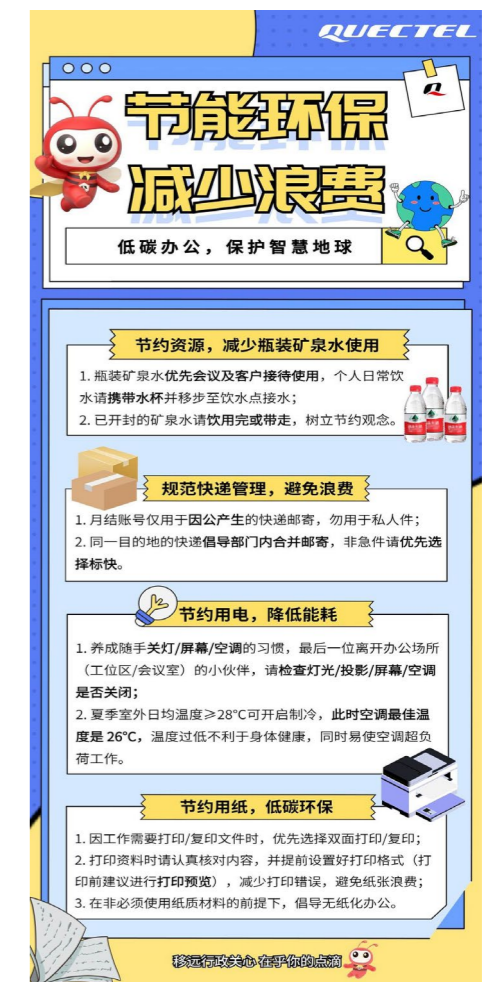 QUECTEL
节能环保
减少浪费
低碳办公，保护智慧地球
节约资源，减少瓶装矿泉水使用
1. 瓶装矿泉水优先会议及客户接待使用，个人日常饮
水请携带水杯并移步至饮水点接水；
2. 已开封的矿泉水请饮用完或带走，树立节约观念。
规范快递管理，避免浪费
1. 月结账号仅用于因公产生的快递邮寄，勿用于私人件；
2. 同一目的地的快递倡导部门内合并邮寄，非急件请优先选
择标快。
节约用电，降低能耗
1. 养成随手关灯/屏幕/空调的习惯，最后一位离开办公场所
（工位区/会议室）的小伙伴，请检查灯光/投影/屏幕/空调
是否关闭；
2. 夏季室外日均温度≥28℃可开启制冷，此时空调最佳温
度是 26℃，温度过低不利于身体健康，同时易使空调超负
荷工作。
节约用纸，低碳环保
1. 因工作需要打印/复印文件时，优先选择双面打印/复印；
2. 打印资料时请认真核对内容，并提前设置好打印格式（打
印前建议进行打印预览），减少打印错误，避免纸张浪费；
3. 在非必须使用纸质材料的前提下，倡导无纸化办公。
移远行政关心 在乎你的点滴